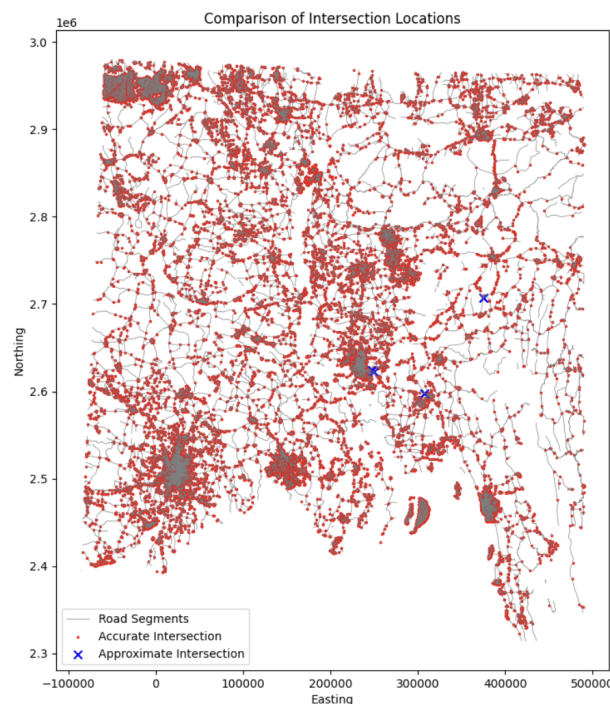 Comparison of Intersection Locations
1e6
3.0
2.9
2.8
2.7
2.6
2.5
2.4
2.3
Northing
Road Segments
Accurate Intersection
Approximate Intersection
−100000 0 100000 200000 300000 400000 500000
Easting